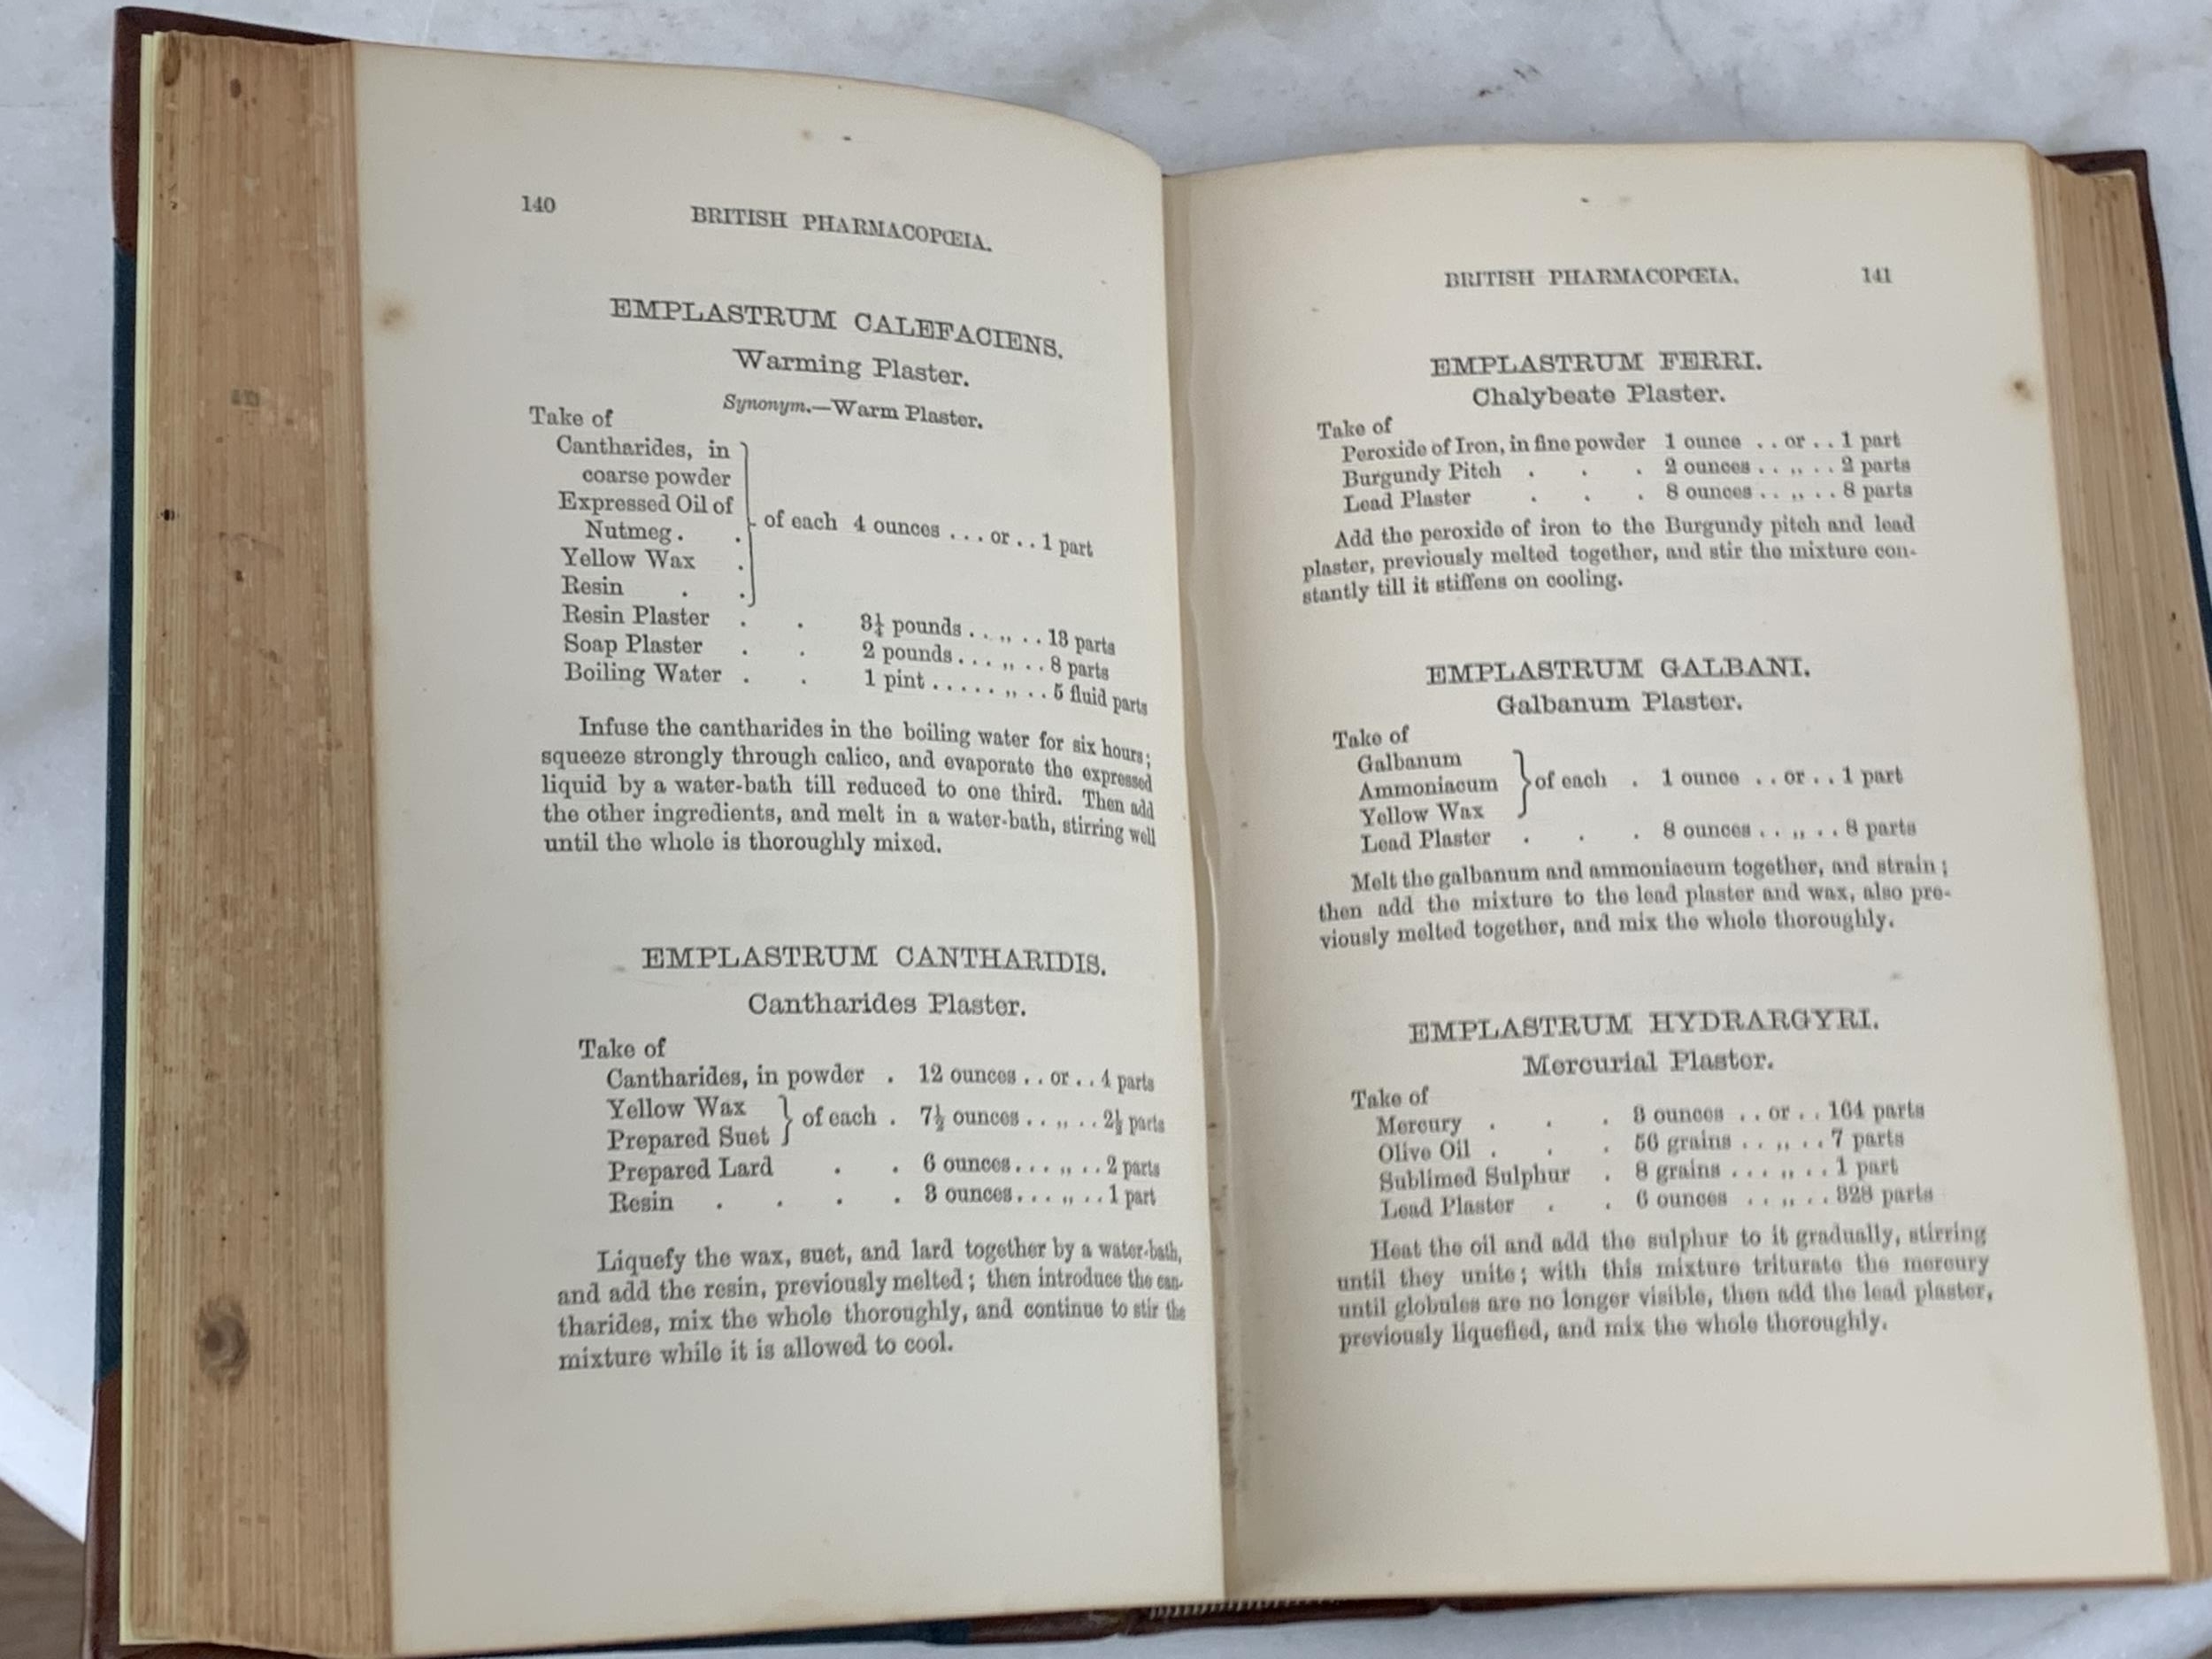 140 BRITISH PHARMACOPŒIA.
EMPLASTRUM CALEFACIENS.
Warming Plaster.
Synonym.—Warm Plaster.
Take of
Cantharides, in
coarse powder
Expressed Oil of
Nutmeg . .
Yellow Wax .
Resin . .
} of each 4 ounces ... or .. 1 part
Resin Plaster . . 3¼ pounds .. „ .. 13 parts
Soap Plaster . . 2 pounds ... „ .. 8 parts
Boiling Water . . 1 pint ..... „ .. 5 fluid parts
Infuse the cantharides in the boiling water for six hours;
squeeze strongly through calico, and evaporate the expressed
liquid by a water-bath till reduced to one third. Then add
the other ingredients, and melt in a water-bath, stirring well
until the whole is thoroughly mixed.
EMPLASTRUM CANTHARIDIS.
Cantharides Plaster.
Take of
Cantharides, in powder . 12 ounces .. or .. 4 parts
Yellow Wax
Prepared Suet
} of each . 7½ ounces .. „ .. 2½ parts
Prepared Lard . . 6 ounces ... „ .. 2 parts
Resin . . . . 3 ounces ... „ .. 1 part
Liquefy the wax, suet, and lard together by a water-bath,
and add the resin, previously melted; then introduce the can-
tharides, mix the whole thoroughly, and continue to stir the
mixture while it is allowed to cool.
BRITISH PHARMACOPŒIA. 141
EMPLASTRUM FERRI.
Chalybeate Plaster.
Take of
Peroxide of Iron, in fine powder 1 ounce .. or .. 1 part
Burgundy Pitch . . . 2 ounces .. „ .. 2 parts
Lead Plaster . . . 8 ounces .. „ .. 8 parts
Add the peroxide of iron to the Burgundy pitch and lead
plaster, previously melted together, and stir the mixture con-
stantly till it stiffens on cooling.
EMPLASTRUM GALBANI.
Galbanum Plaster.
Take of
Galbanum
Ammoniacum
Yellow Wax
} of each . 1 ounce .. or .. 1 part
Lead Plaster . . . 8 ounces .. „ .. 8 parts
Melt the galbanum and ammoniacum together, and strain;
then add the mixture to the lead plaster and wax, also pre-
viously melted together, and mix the whole thoroughly.
EMPLASTRUM HYDRARGYRI.
Mercurial Plaster.
Take of
Mercury . . . 3 ounces .. or .. 164 parts
Olive Oil . . . 56 grains .. „ .. 7 parts
Sublimed Sulphur . 8 grains ... „ .. 1 part
Lead Plaster . . 6 ounces .. „ .. 328 parts
Heat the oil and add the sulphur to it gradually, stirring
until they unite; with this mixture triturate the mercury
until globules are no longer visible, then add the lead plaster,
previously liquefied, and mix the whole thoroughly.